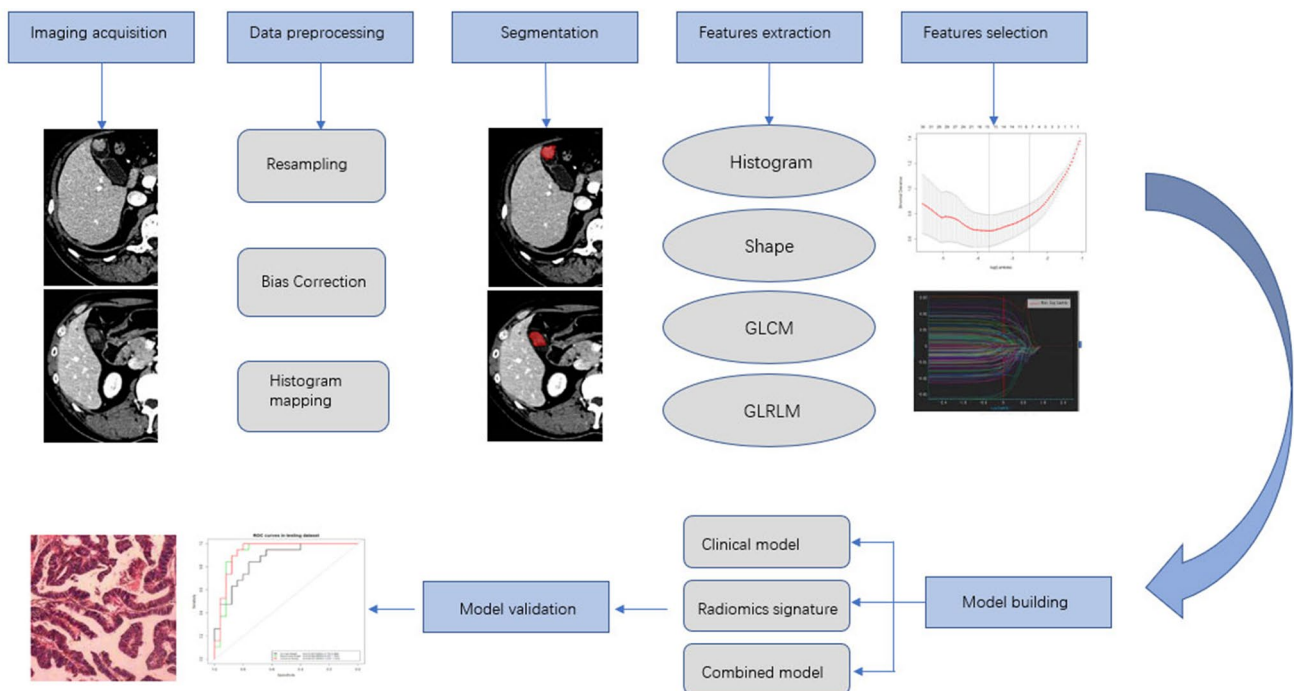 Imaging acquisition
Data preprocessing
Segmentation
Features extraction
Features selection
Resampling
Bias Correction
Histogram
mapping
Histogram
Shape
GLCM
GLRLM
Clinical model
Radiomics signature
Combined model
Model building
Model validation
ROC curves in testing dataset